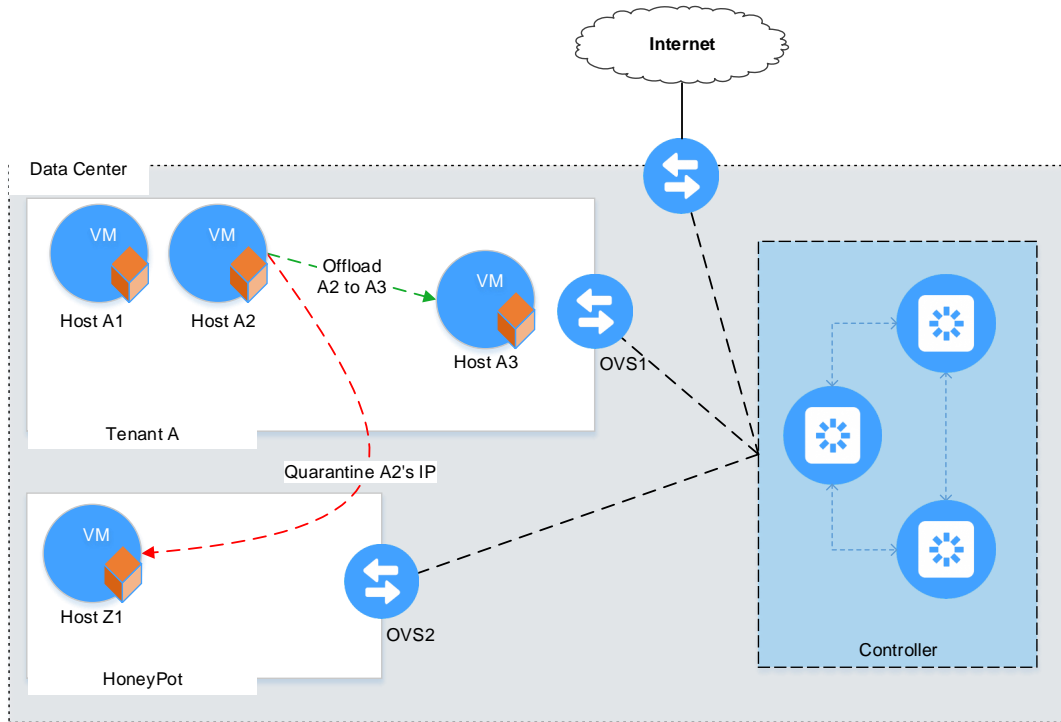 Internet
Data Center
VM
VM
Offload
A2 to A3
VM
Host A1
Host A2
Host A3
OVS1
Tenant A
Quarantine A2's IP
VM
Host Z1
OVS2
HoneyPot
Controller